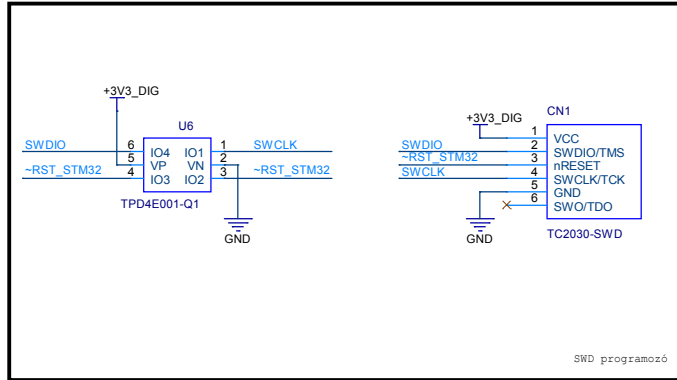 +3V3_DIG
U6
SWDIO 6 IO4 IO1 1 SWCLK
5 VP VN 2
~RST_STM32 4 IO3 IO2 3 ~RST_STM32
TPD4E001-Q1
GND
CN1
+3V3_DIG
1 VCC
SWDIO 2 SWDIO/TMS
~RST_STM32 3 nRESET
SWCLK 4 SWCLK/TCK
5 GND
6 SWO/TDO
GND
TC2030-SWD
SWD programozó